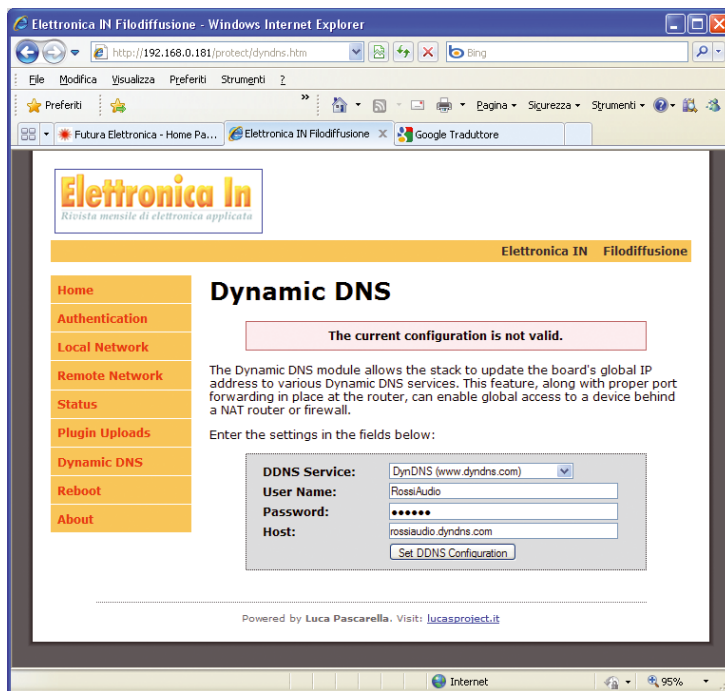 Elettronica IN Filodiffusione - Windows Internet Explorer
http://192.168.0.181/protect/dyndns.htm
Bing
File Modifica Visualizza Preferiti Strumenti ?
Preferiti » Pagina Sicurezza Strumenti
Futura Elettronica - Home Pa... Elettronica IN Filodiffusione X Google Traduttore
Elettronica In
Rivista mensile di elettronica applicata
Elettronica IN Filodiffusione
Home
Authentication
Local Network
Remote Network
Status
Plugin Uploads
Dynamic DNS
Reboot
About
Dynamic DNS
The current configuration is not valid.
The Dynamic DNS module allows the stack to update the board's global IP
address to various Dynamic DNS services. This feature, along with proper port
forwarding in place at the router, can enable global access to a device behind
a NAT router or firewall.
Enter the settings in the fields below:
DDNS Service: DynDNS (www.dyndns.com)
User Name: RossiAudio
Password: ●●●●●●
Host: rossiaudio.dyndns.com
Set DDNS Configuration
Powered by Luca Pascarella. Visit: lucasproject.it
Internet 95%